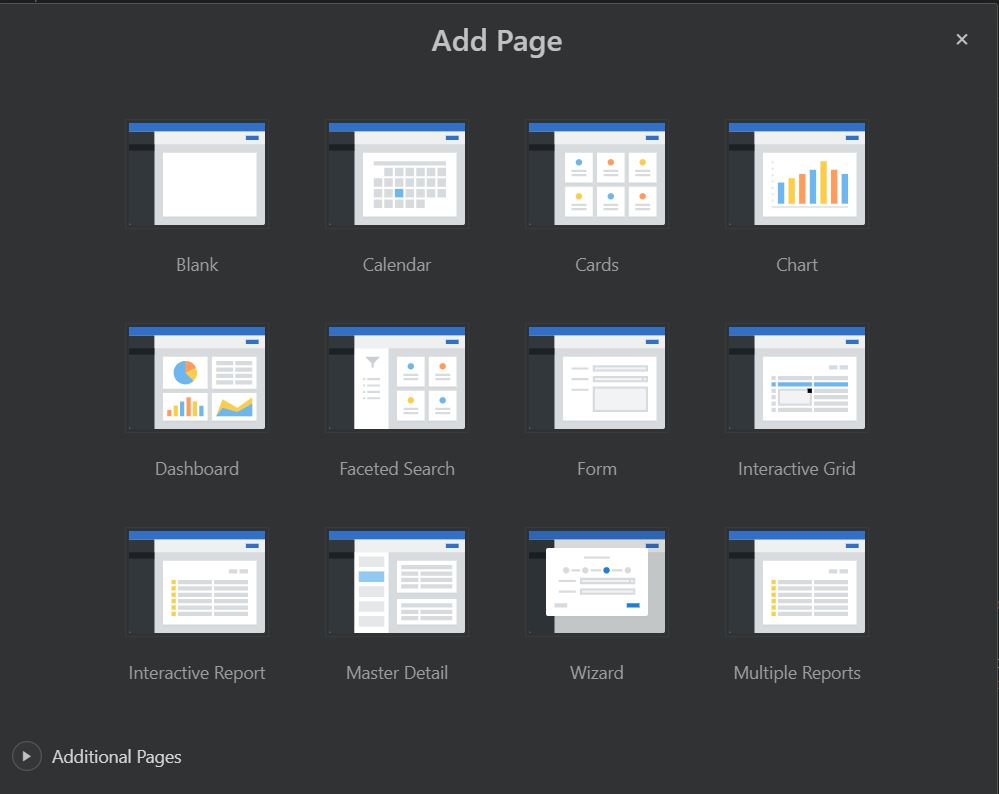 Add Page
Blank
Calendar
Cards
Chart
Dashboard
Faceted Search
Form
Interactive Grid
Interactive Report
Master Detail
Wizard
Multiple Reports
Additional Pages